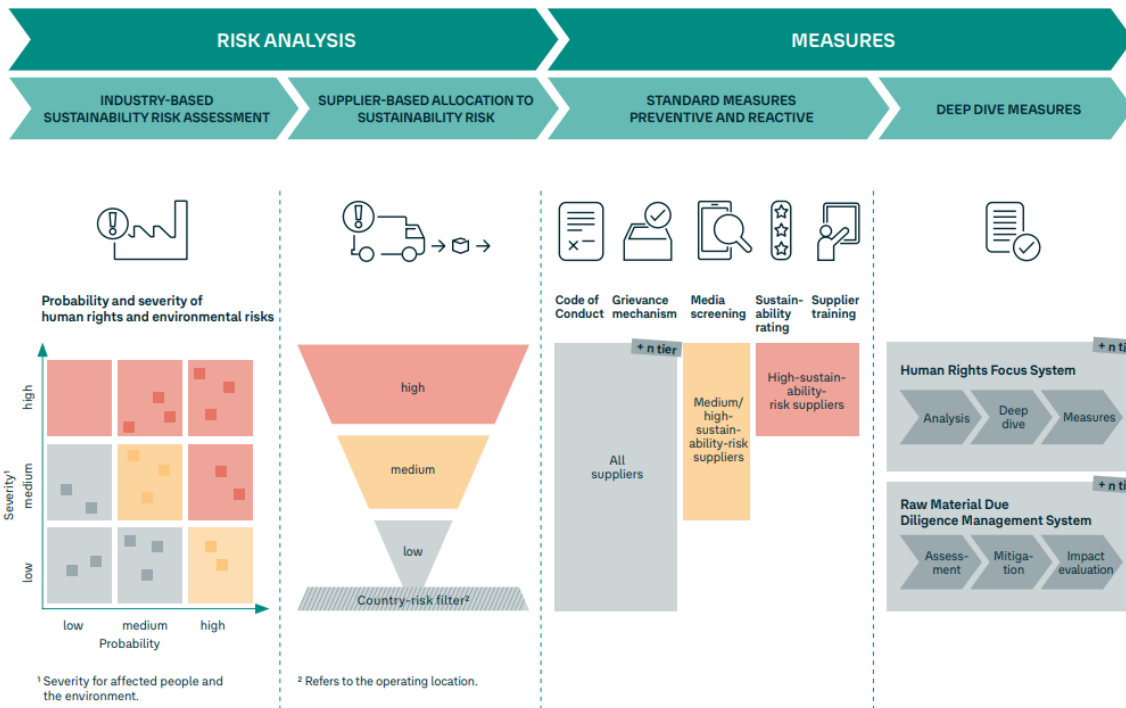 RISK ANALYSIS
MEASURES
INDUSTRY-BASED
SUSTAINABILITY RISK ASSESSMENT
SUPPLIER-BASED ALLOCATION TO
SUSTAINABILITY RISK
STANDARD MEASURES
PREVENTIVE AND REACTIVE
DEEP DIVE MEASURES
Probability and severity of
human rights and environmental risks
Severity¹
high
medium
low
low
medium
high
Probability
¹ Severity for affected people and
the environment.
high
medium
low
Country-risk filter²
² Refers to the operating location.
Code of
Conduct
Grievance
mechanism
Media
screening
Sustain-
ability
rating
Supplier
training
+ n tier
All
suppliers
Medium/
high-
sustain-
ability-risk
suppliers
High-sustain-
ability-
risk suppliers
+ n ti
Human Rights Focus System
Analysis
Deep
dive
Measures
+ n ti
Raw Material Due
Diligence Management System
Assess-
ment
Mitiga-
tion
Impact
evaluation